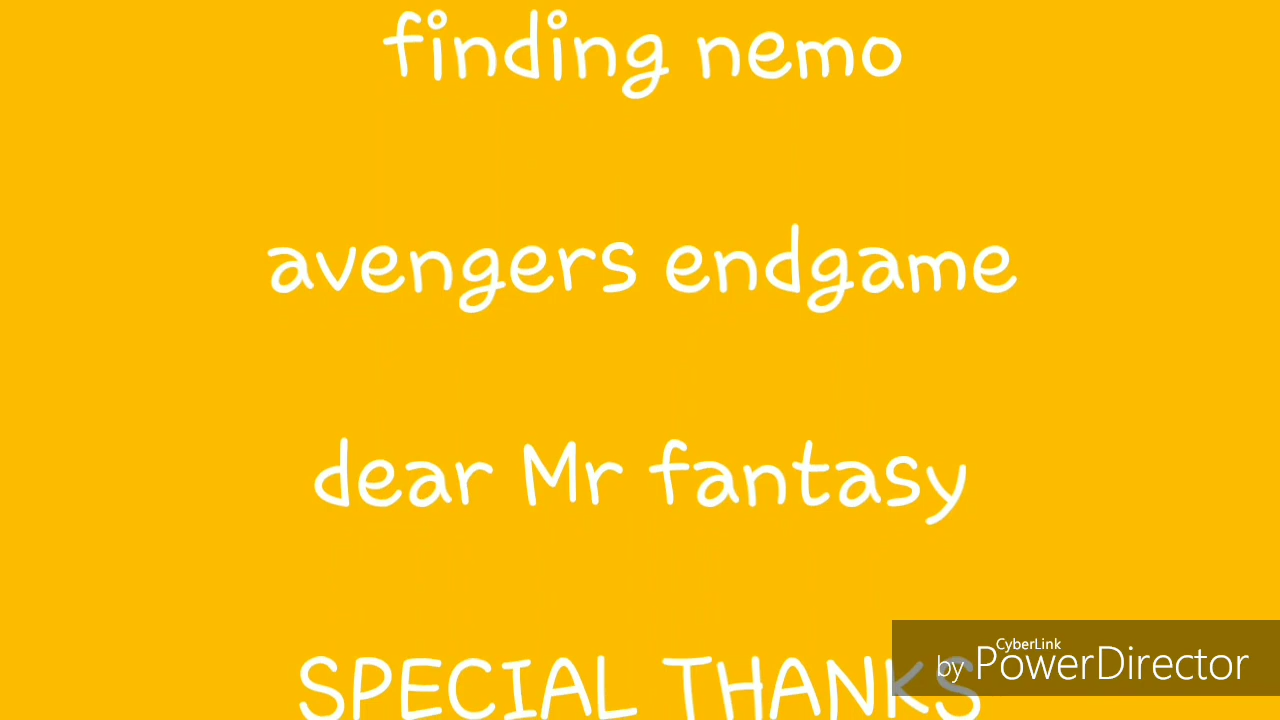 finding nemo
avengers endgame
dear Mr fantasy
SPECIAL THANKS
CyberLink
by PowerDirector